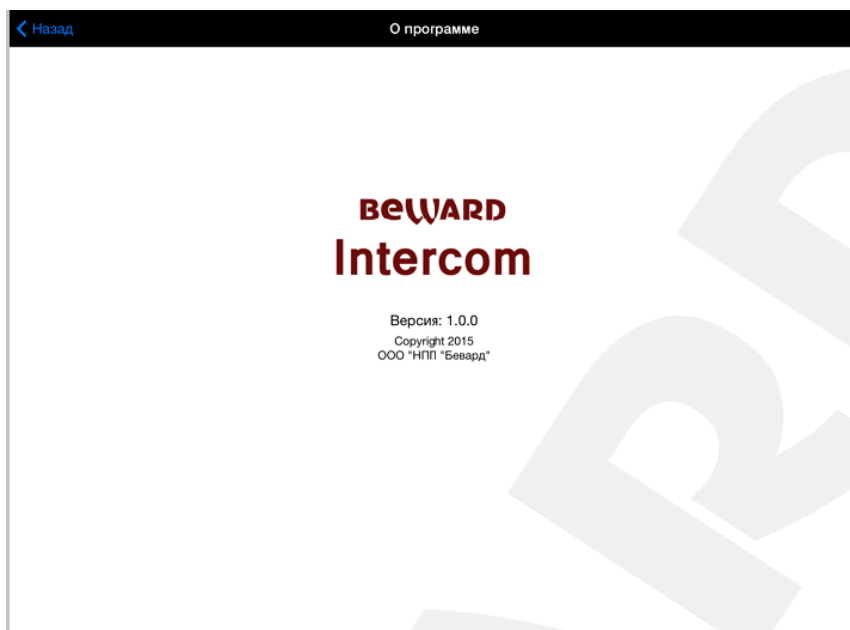 Назад
О программе
BEWARD
Intercom
Версия: 1.0.0
Copyright 2015
ООО "НПП "Бевард"